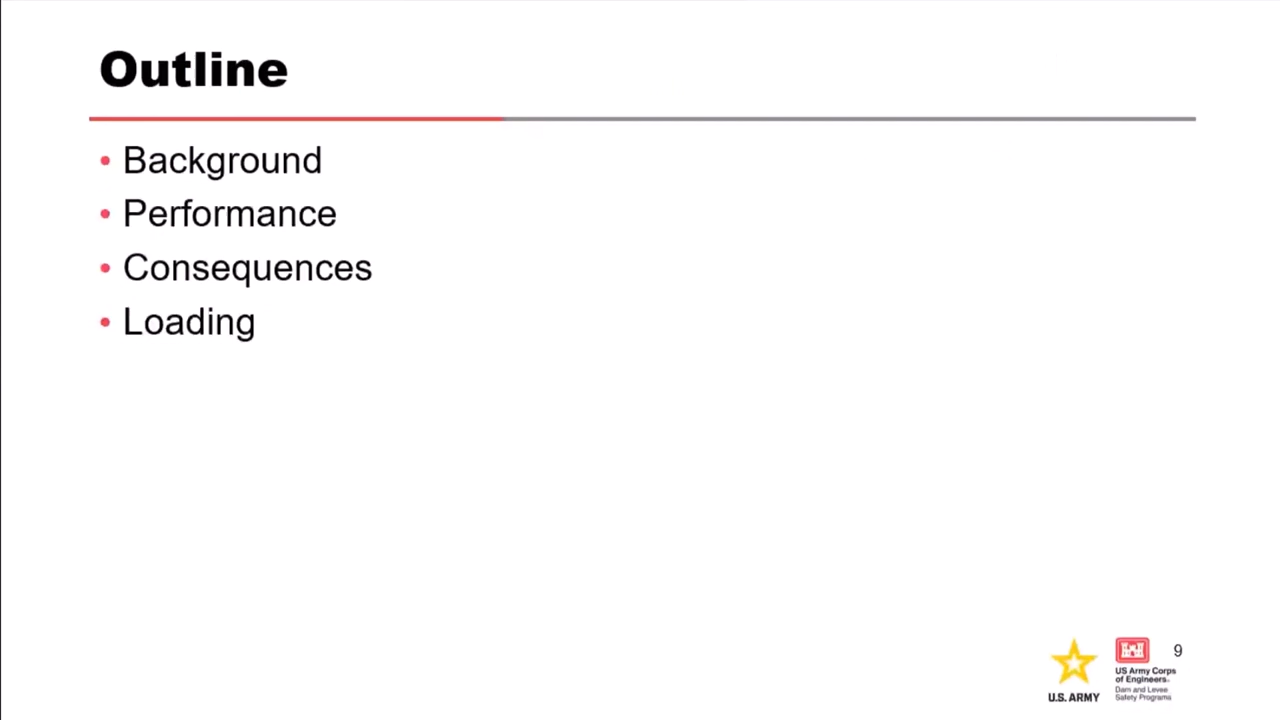 Outline
• Background
• Performance
• Consequences
• Loading
9
U.S. ARMY
US Army Corps
of Engineers®
Dam and Levee
Safety Programs